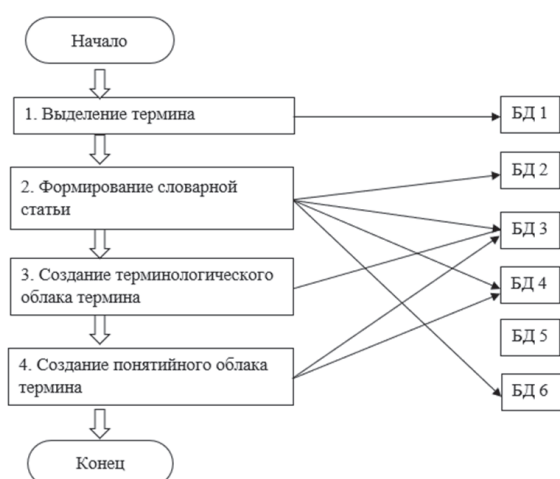 Начало
1. Выделение термина
БД 1
2. Формирование словарной
статьи
БД 2
БД 3
3. Создание терминологического
облака термина
БД 4
БД 5
4. Создание понятийного облака
термина
БД 6
Конец